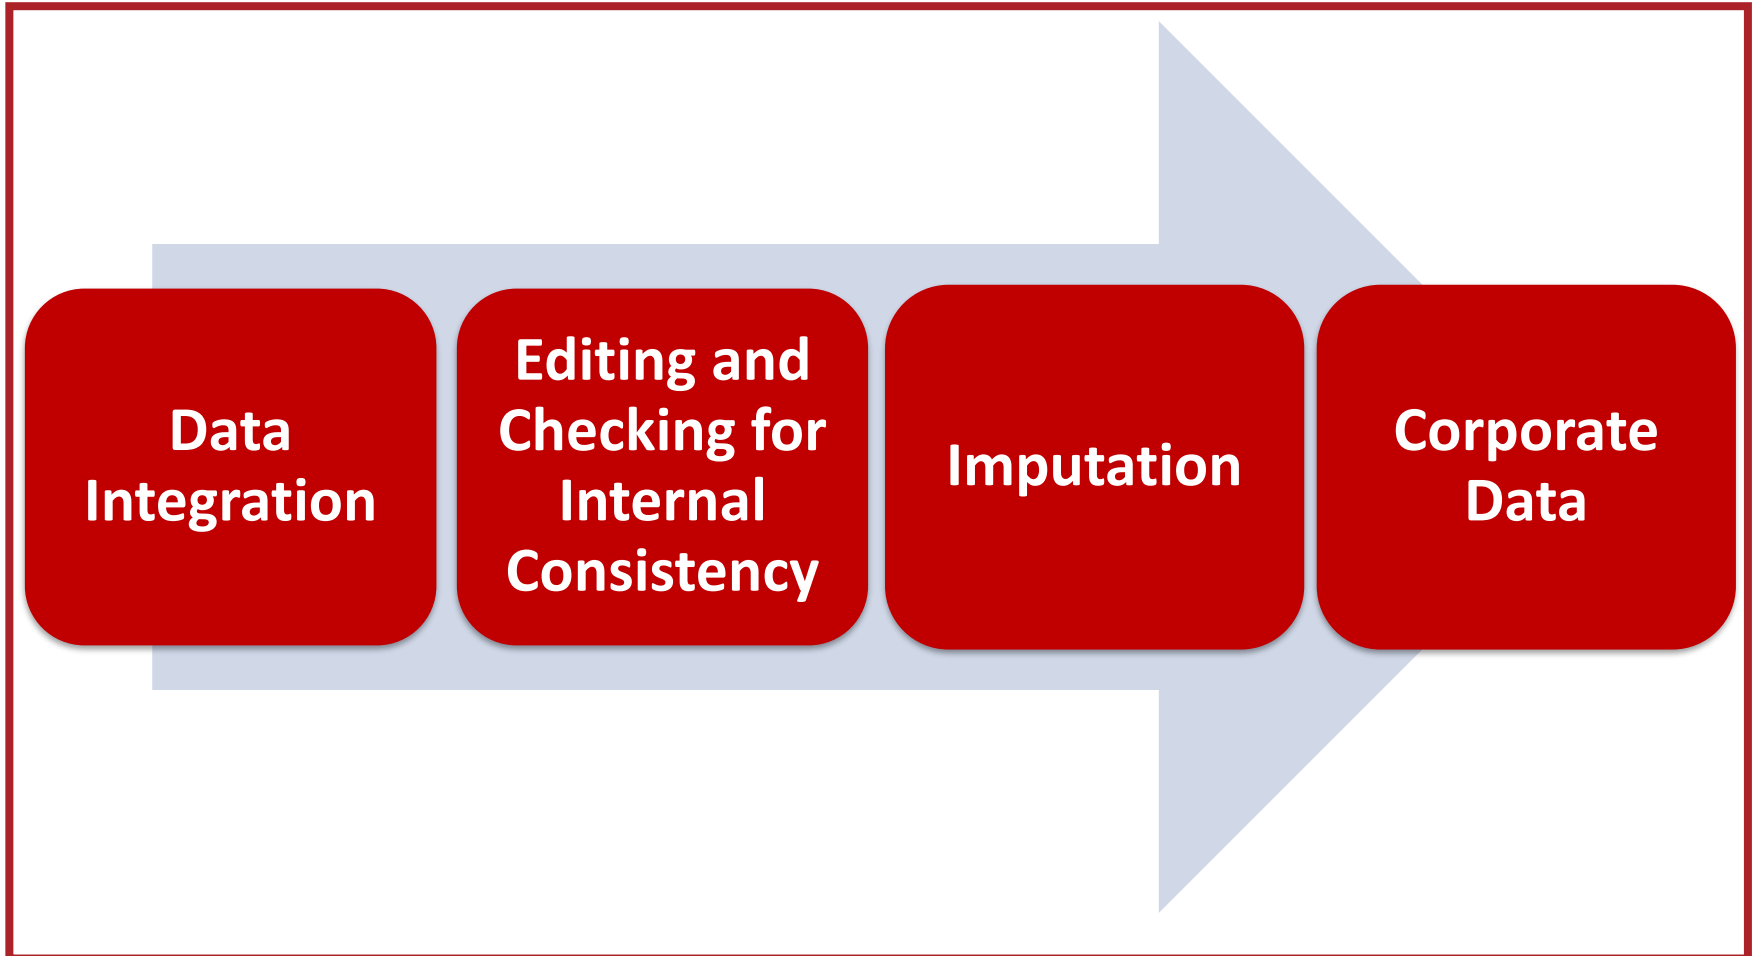 Data
Integration
Editing and
Checking for
Internal
Consistency
Imputation
Corporate
Data